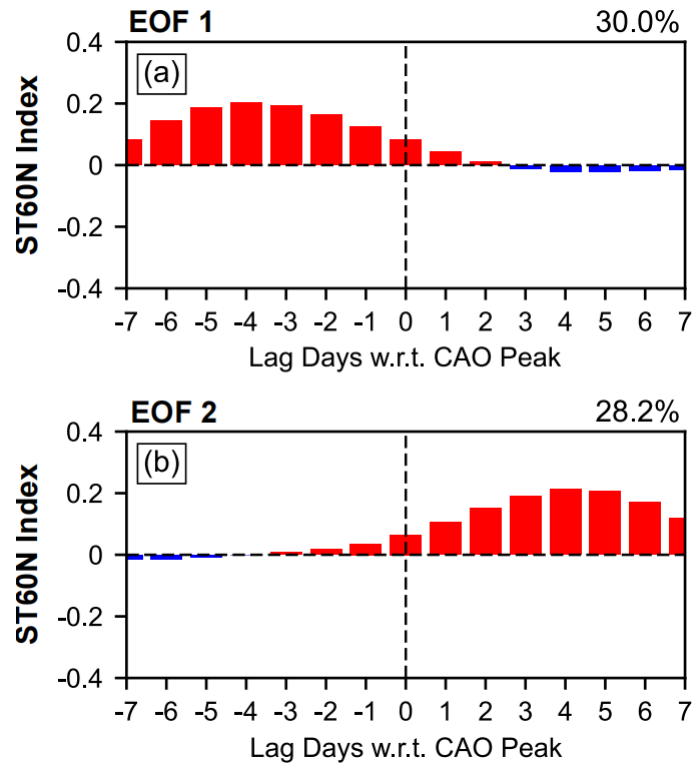 EOF 1 30.0%
(a)
ST60N Index
0.4
0.2
0
-0.2
-0.4
-7 -6 -5 -4 -3 -2 -1 0 1 2 3 4 5 6 7
Lag Days w.r.t. CAO Peak
EOF 2 28.2%
(b)
ST60N Index
0.4
0.2
0
-0.2
-0.4
-7 -6 -5 -4 -3 -2 -1 0 1 2 3 4 5 6 7
Lag Days w.r.t. CAO Peak